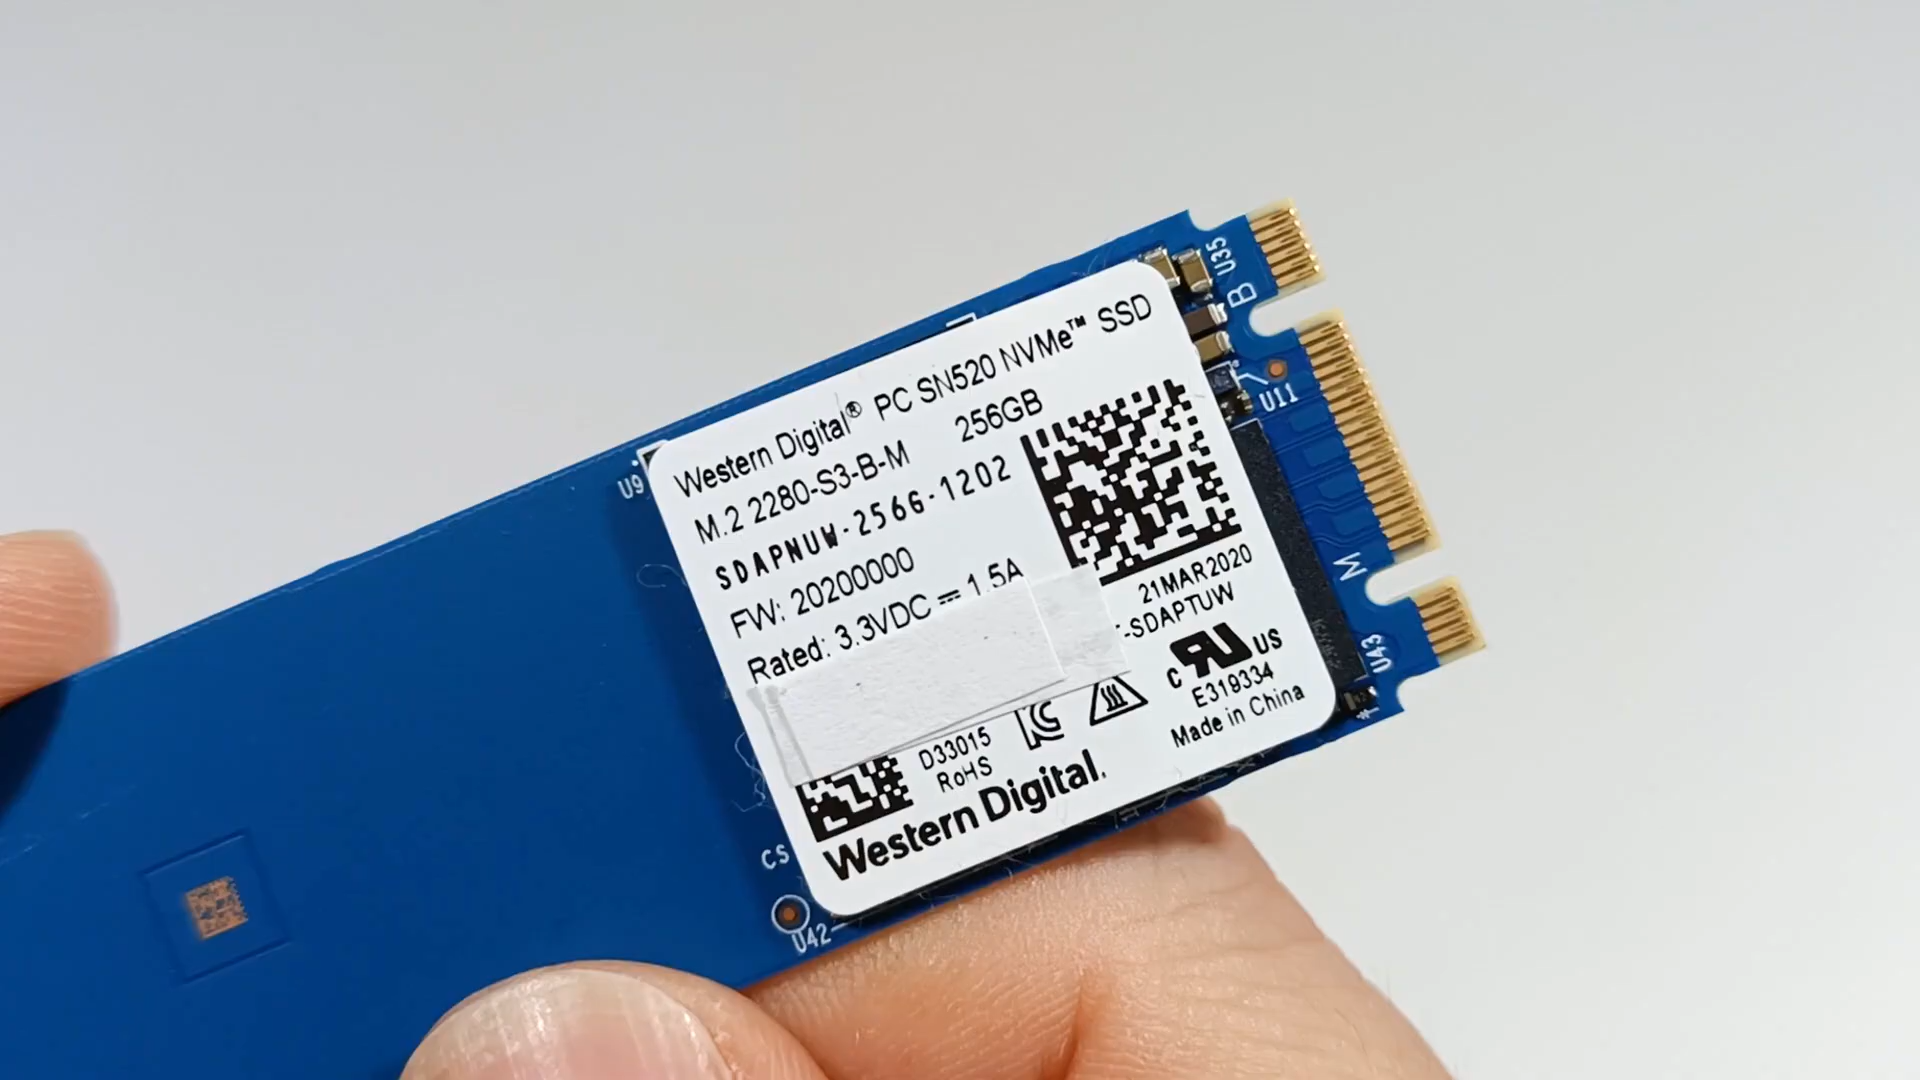 Western Digital® PC SN520 NVMe™ SSD
M.2 2280-S3-B-M 256GB
SDAPNUW-256G-1202
FW: 20200000
Rated: 3.3VDC ⎓ 1.5A
21MAR2020
-SDAPTUW
C US
E319334
Made in China
D33015
RoHS
Western Digital.
U35
B
U11
M
U43
U9
CS
U42